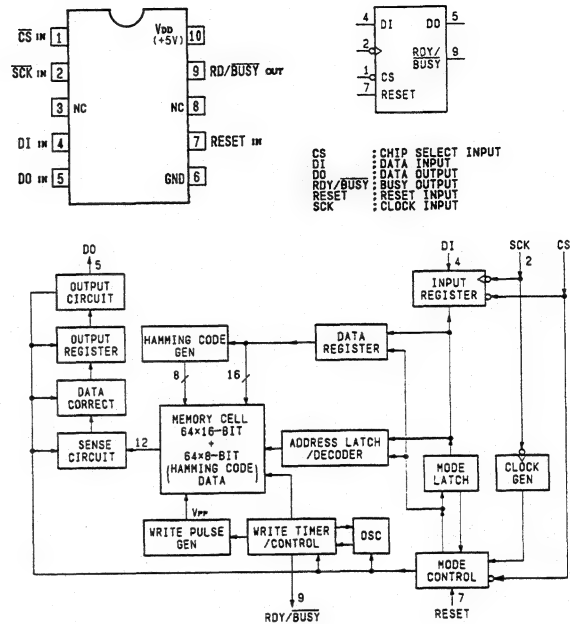 CS IN 1
VDD (+5V) 10
SCK IN 2
9 RD/BUSY OUT
3 NC
NC 8
DI IN 4
7 RESET IN
DO IN 5
GND 6
4 DI DO 5
2
RDY/BUSY 9
1 CS
7 RESET
CS : CHIP SELECT INPUT
DI : DATA INPUT
DO : DATA OUTPUT
RDY/BUSY : BUSY OUTPUT
RESET : RESET INPUT
SCK : CLOCK INPUT
DO
5
DI
4
SCK
2
CS
OUTPUT
CIRCUIT
INPUT
REGISTER
OUTPUT
REGISTER
HAMMING CODE
GEN
DATA
REGISTER
8
16
DATA
CORRECT
MEMORY CELL
64×16-BIT
+
64×8-BIT
(HAMMING CODE
DATA)
SENSE
CIRCUIT
12
ADDRESS LATCH
/DECODER
MODE
LATCH
CLOCK
GEN
VPP
WRITE PULSE
GEN
WRITE TIMER
/CONTROL
OSC
MODE
CONTROL
9
RDY/BUSY
7
RESET